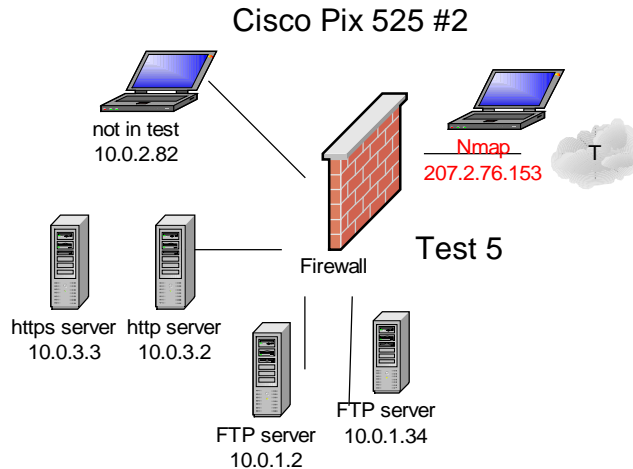 Cisco Pix 525 #2
not in test
10.0.2.82
Nmap
207.2.76.153
T
Test 5
Firewall
https server
10.0.3.3
http server
10.0.3.2
FTP server
10.0.1.2
FTP server
10.0.1.34